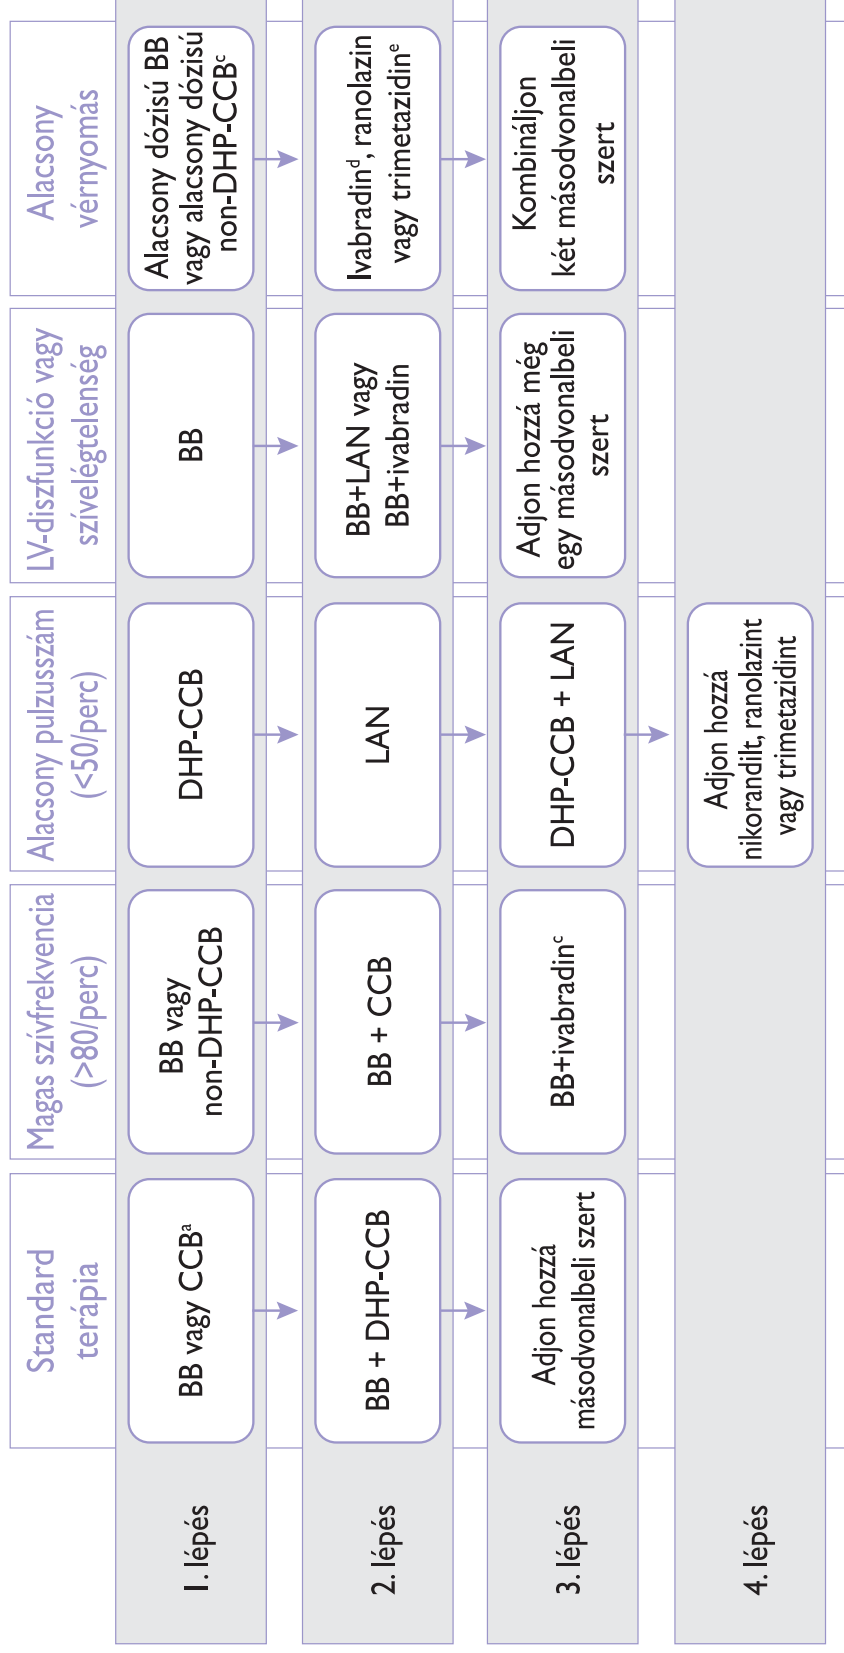 Standard
terápia
Magas szívfrekvencia
(>80/perc)
Alacsony pulzusszám
(<50/perc)
LV-diszfunkció vagy
szívelégtelenség
Alacsony
vérnyomás
1. lépés
BB vagy CCBᵃ
BB vagy
non-DHP-CCB
DHP-CCB
BB
Alacsony dózisú BB
vagy alacsony dózisú
non-DHP-CCBᶜ
2. lépés
BB + DHP-CCB
BB + CCB
LAN
BB+LAN vagy
BB+ivabradin
Ivabradinᵈ, ranolazin
vagy trimetazidinᵉ
3. lépés
Adjon hozzá
másodvonalbeli szert
BB+ivabradinᶜ
DHP-CCB + LAN
Adjon hozzá még
egy másodvonalbeli
szert
Kombináljon
két másodvonalbeli
szert
4. lépés
Adjon hozzá
nikorandilt, ranolazint
vagy trimetazidint